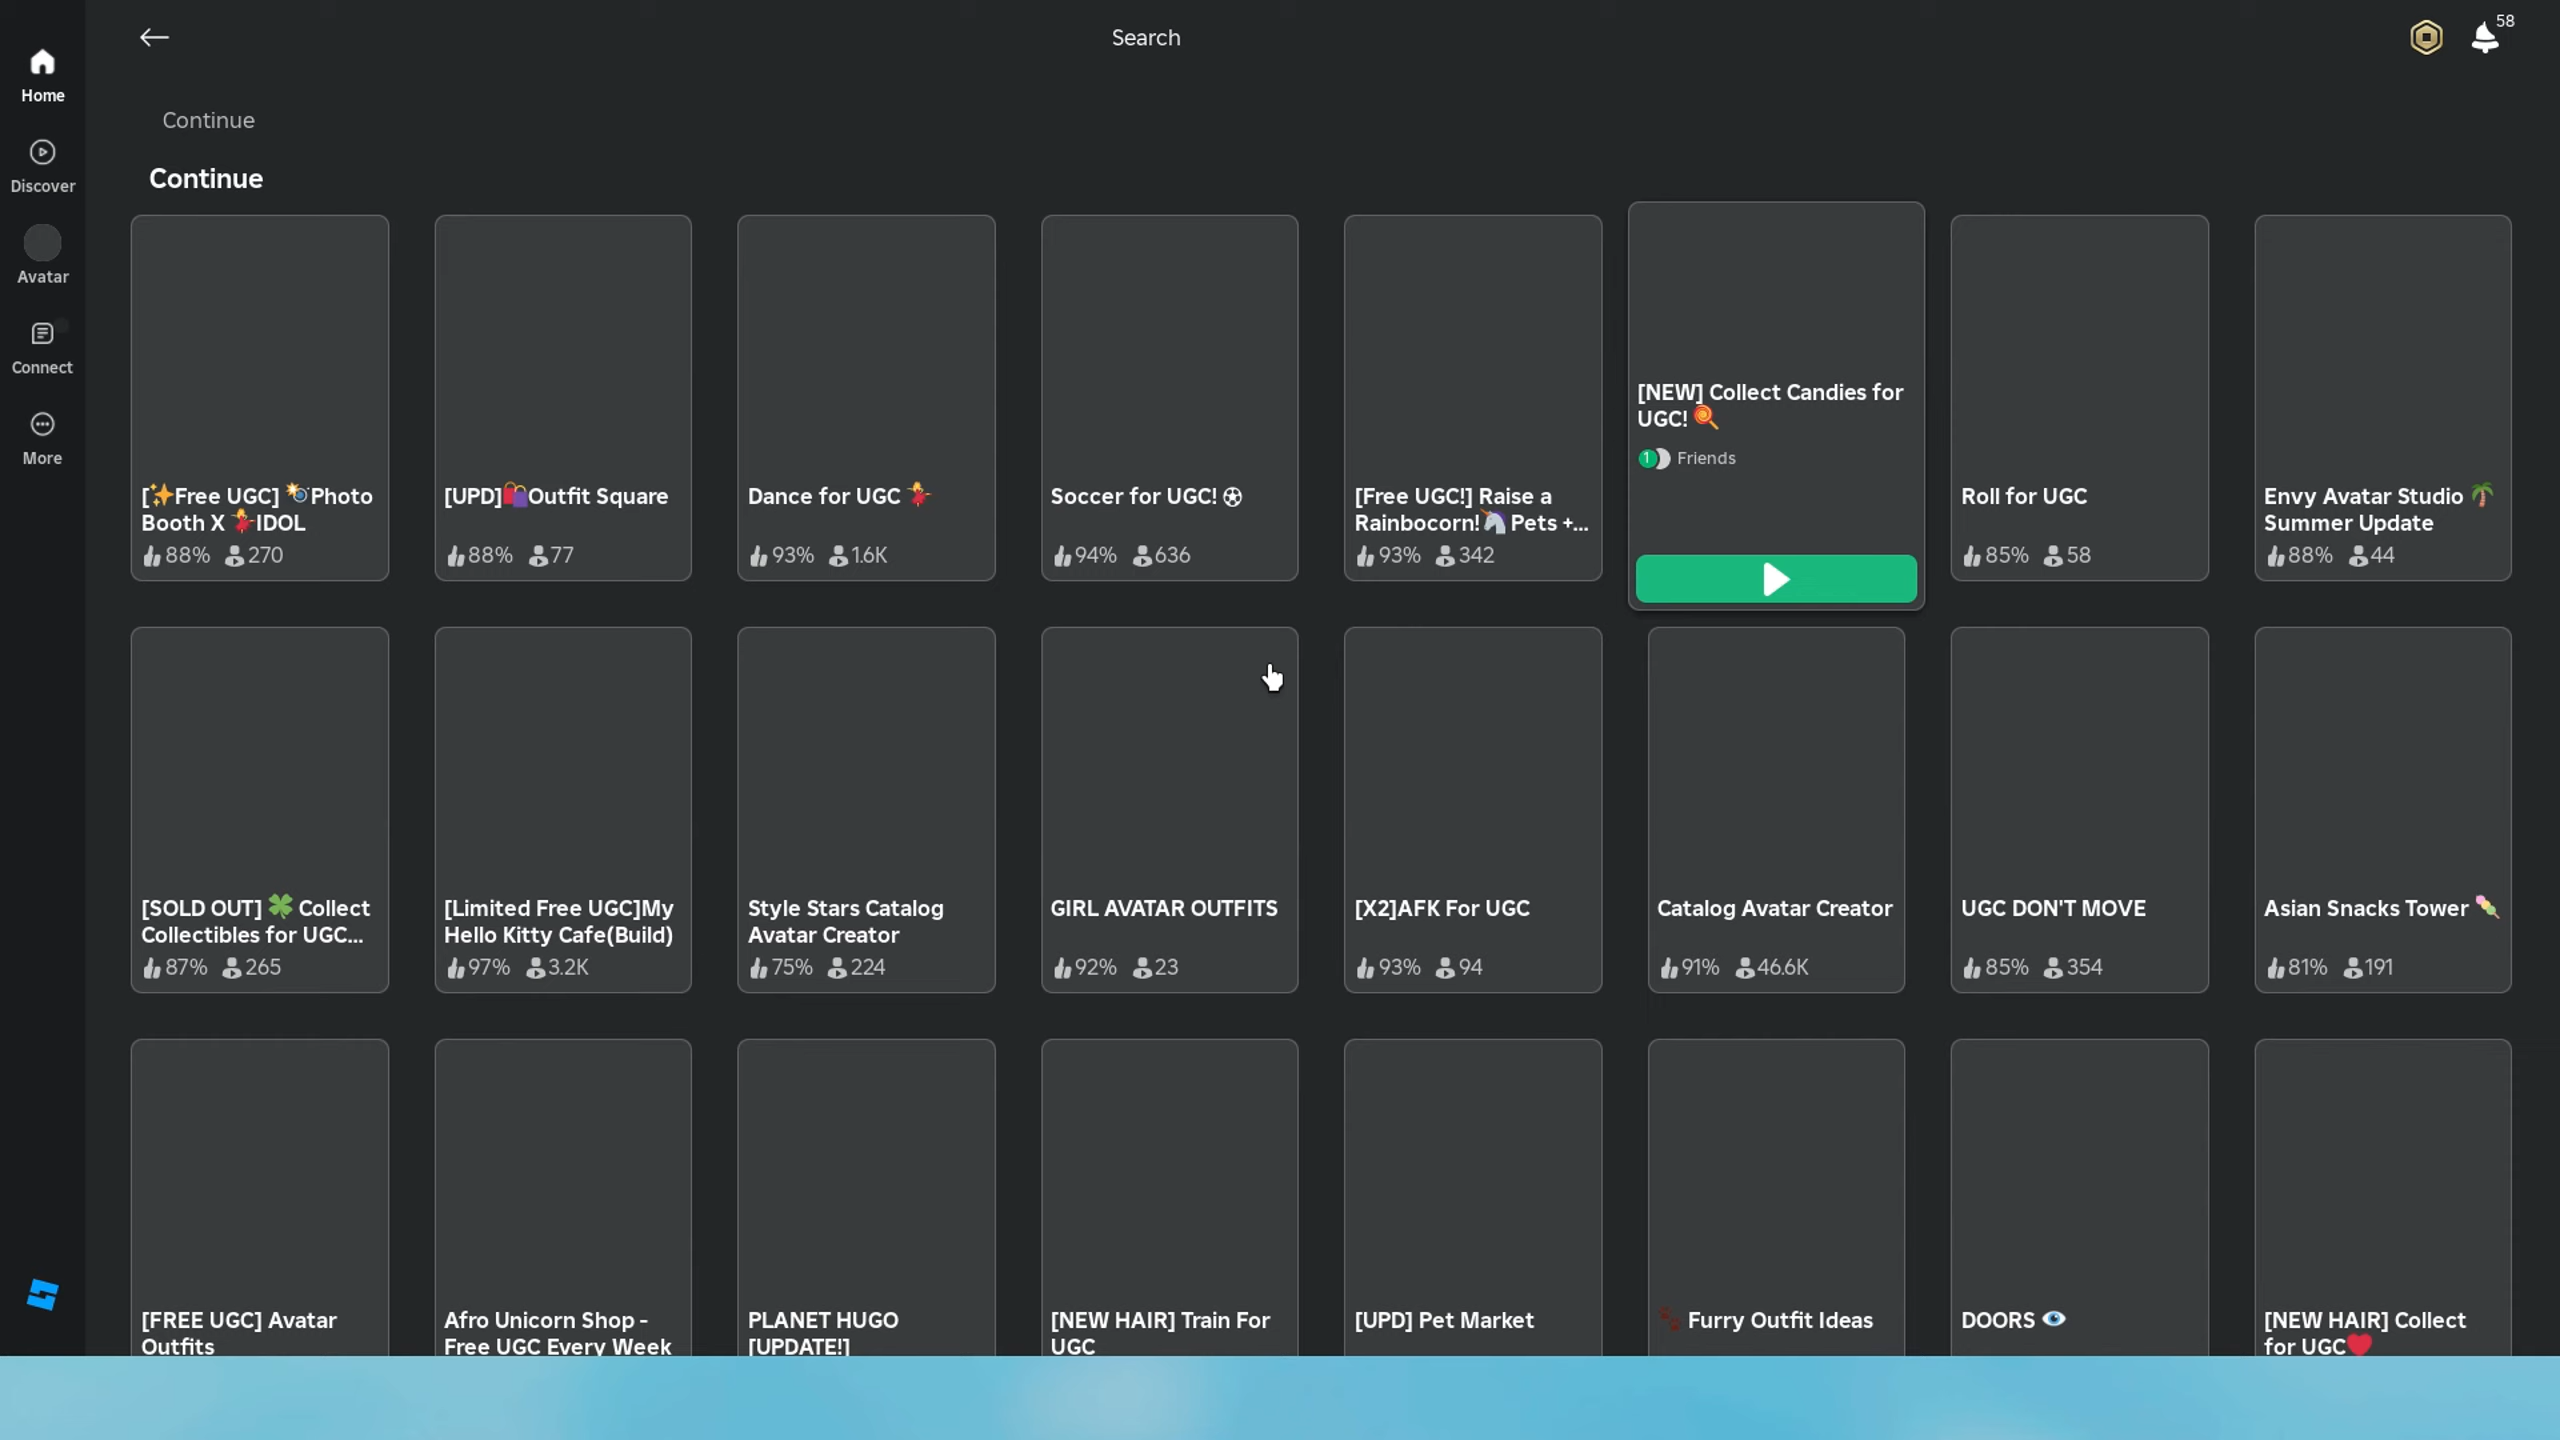 Search
58
Home
Discover
Avatar
Connect
More
Continue
Continue
[✨Free UGC] 📸Photo
Booth X 💃IDOL
88% 270
[UPD]🛍️Outfit Square
88% 77
Dance for UGC 💃
93% 1.6K
Soccer for UGC! ⚽
94% 636
[Free UGC!] Raise a
Rainbocorn!🦄Pets +...
93% 342
[NEW] Collect Candies for
UGC! 🍭
1 Friends
Roll for UGC
85% 58
Envy Avatar Studio 🌴
Summer Update
88% 44
[SOLD OUT] 🍀 Collect
Collectibles for UGC...
87% 265
[Limited Free UGC]My
Hello Kitty Cafe(Build)
97% 3.2K
Style Stars Catalog
Avatar Creator
75% 224
GIRL AVATAR OUTFITS
92% 23
[X2]AFK For UGC
93% 94
Catalog Avatar Creator
91% 46.6K
UGC DON'T MOVE
85% 354
Asian Snacks Tower 🍡
81% 191
[FREE UGC] Avatar
Outfits
Afro Unicorn Shop -
Free UGC Every Week
PLANET HUGO
[UPDATE!]
[NEW HAIR] Train For
UGC
[UPD] Pet Market
🐾 Furry Outfit Ideas
DOORS 👁️
[NEW HAIR] Collect
for UGC❤️